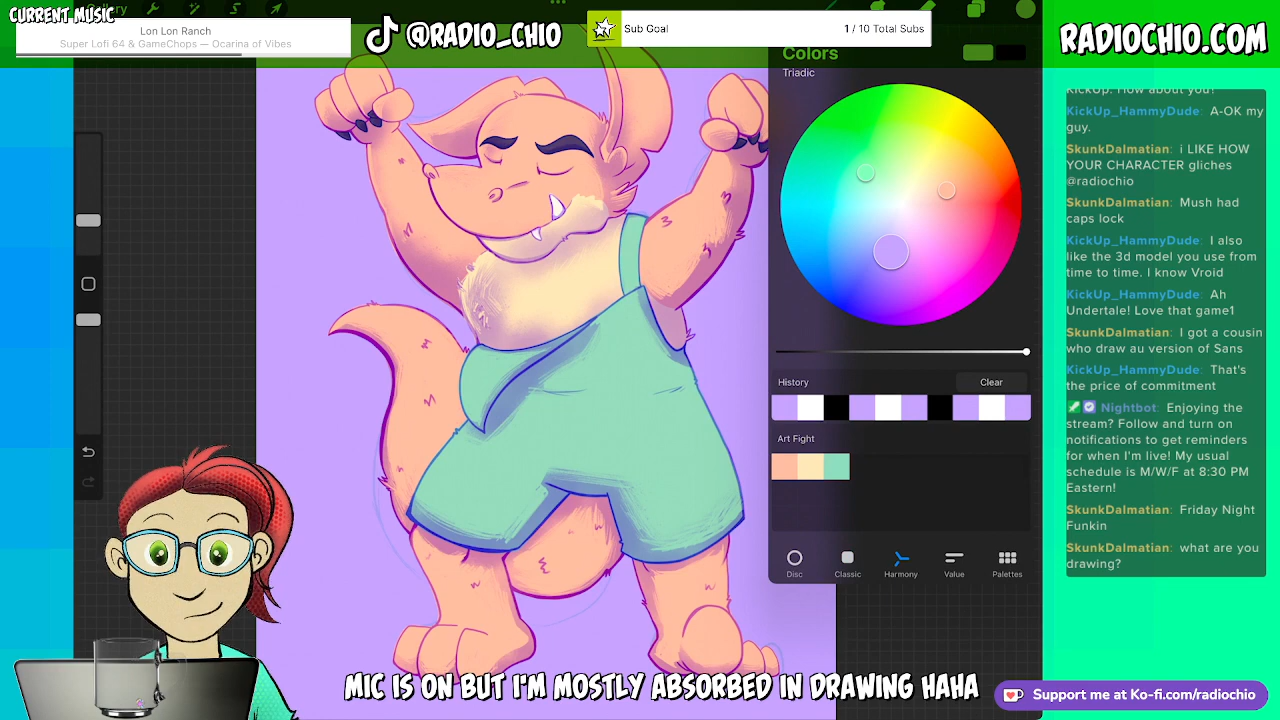 CURRENT MUSIC
Gallery
Lon Lon Ranch
Super Lofi 64 & GameChops — Ocarina of Vibes
@RADIO_CHIO
Sub Goal
1 / 10 Total Subs
RADIOCHIO.COM
Colors
Triadic
History
Clear
Art Fight
Disc
Classic
Harmony
Value
Palettes
KickUp. How about you?
KickUp_HammyDude: A-OK my
guy.
SkunkDalmatian: i LIKE HOW
YOUR CHARACTER gliches
@radiochio
SkunkDalmatian: Mush had
caps lock
KickUp_HammyDude: I also
like the 3d model you use from
time to time. I know Vroid
KickUp_HammyDude: Ah
Undertale! Love that game1
SkunkDalmatian: I got a cousin
who draw au version of Sans
KickUp_HammyDude: That's
the price of commitment
Nightbot: Enjoying the
stream? Follow and turn on
notifications to get reminders
for when I'm live! My usual
schedule is M/W/F at 8:30 PM
Eastern!
SkunkDalmatian: Friday Night
Funkin
SkunkDalmatian: what are you
drawing?
MIC IS ON BUT I'M MOSTLY ABSORBED IN DRAWING HAHA
Support me at Ko-fi.com/radiochio